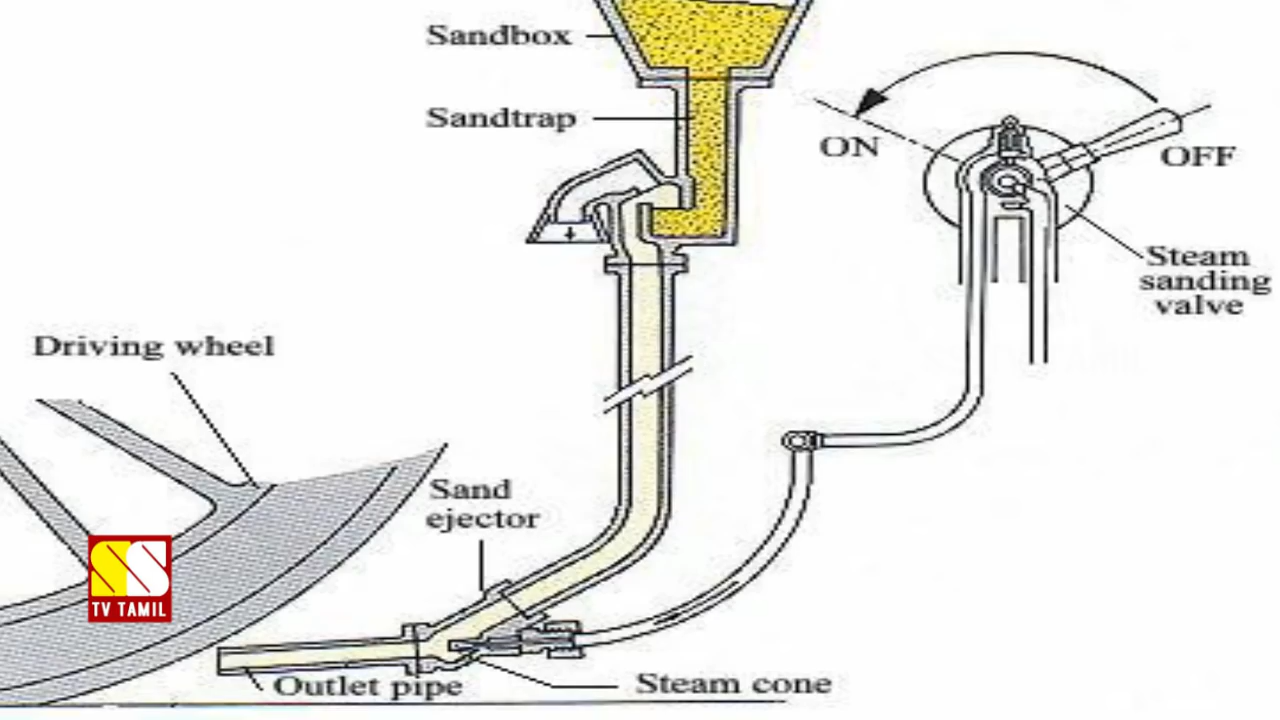 Sandbox
Sandtrap
ON
OFF
Steam
sanding
valve
Driving wheel
Sand
ejector
TV TAMIL
Outlet pipe
Steam cone